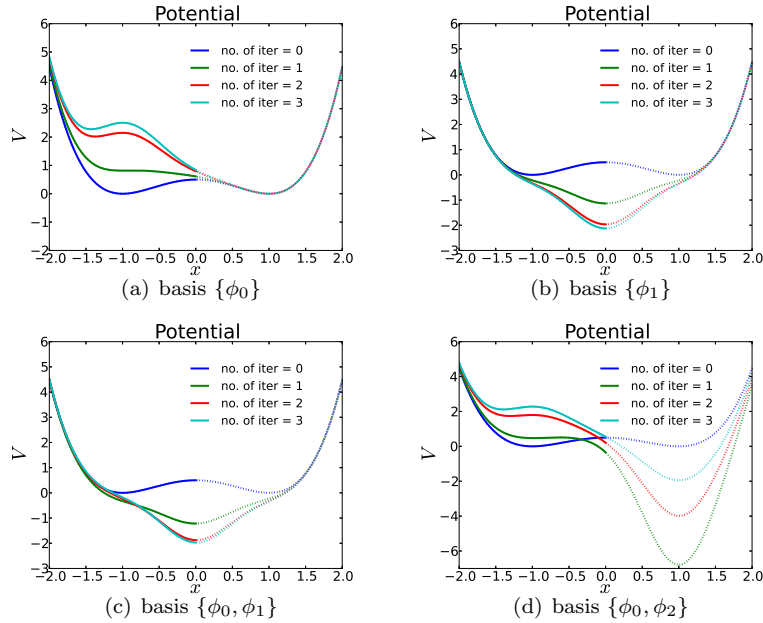 Potential
6
5
4
3
2
1
0
−1
−2
V
no. of iter = 0
no. of iter = 1
no. of iter = 2
no. of iter = 3
−2.0 −1.5 −1.0 −0.5 0.0 0.5 1.0 1.5 2.0
x
(a) basis {ϕ₀}
Potential
6
5
4
3
2
1
0
−1
−2
−3
V
no. of iter = 0
no. of iter = 1
no. of iter = 2
no. of iter = 3
−2.0 −1.5 −1.0 −0.5 0.0 0.5 1.0 1.5 2.0
x
(b) basis {ϕ₁}
Potential
6
5
4
3
2
1
0
−1
−2
−3
V
no. of iter = 0
no. of iter = 1
no. of iter = 2
no. of iter = 3
−2.0 −1.5 −1.0 −0.5 0.0 0.5 1.0 1.5 2.0
x
(c) basis {ϕ₀, ϕ₁}
Potential
6
4
2
0
−2
−4
−6
V
no. of iter = 0
no. of iter = 1
no. of iter = 2
no. of iter = 3
−2.0 −1.5 −1.0 −0.5 0.0 0.5 1.0 1.5 2.0
x
(d) basis {ϕ₀, ϕ₂}